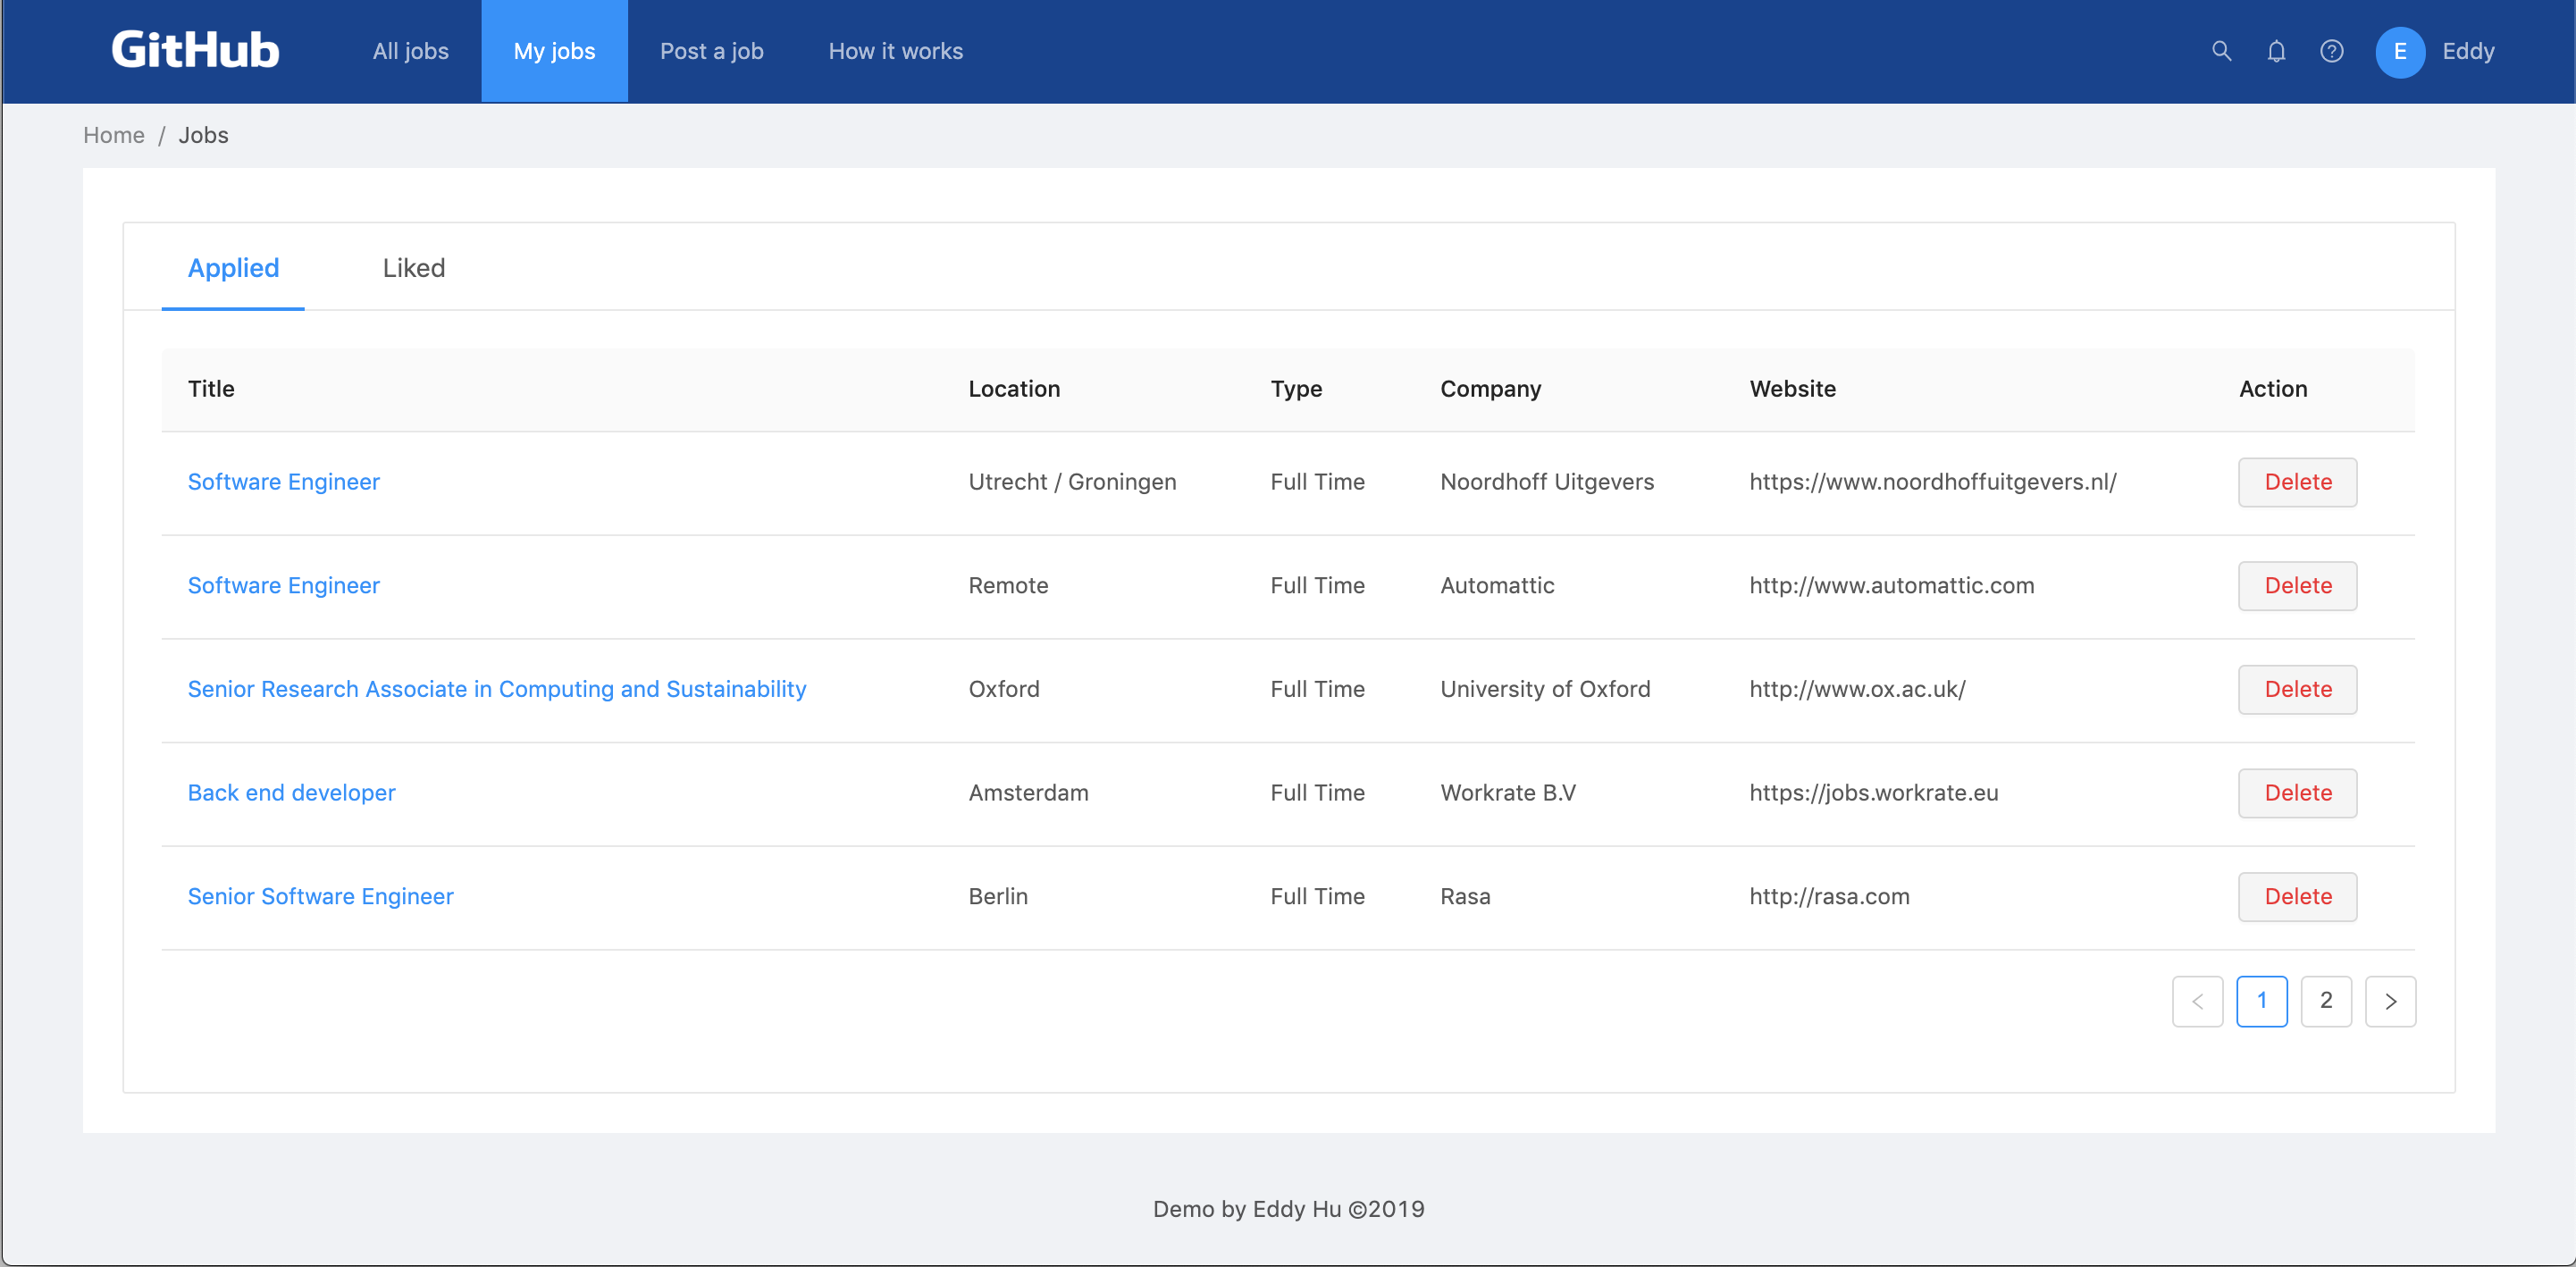 GitHub All jobs My jobs Post a job How it works E Eddy
Home / Jobs
Applied Liked
Title Location Type Company Website Action
Software Engineer Utrecht / Groningen Full Time Noordhoff Uitgevers https://www.noordhoffuitgevers.nl/ Delete
Software Engineer Remote Full Time Automattic http://www.automattic.com Delete
Senior Research Associate in Computing and Sustainability Oxford Full Time University of Oxford http://www.ox.ac.uk/ Delete
Back end developer Amsterdam Full Time Workrate B.V https://jobs.workrate.eu Delete
Senior Software Engineer Berlin Full Time Rasa http://rasa.com Delete
< 1 2 >
Demo by Eddy Hu ©2019